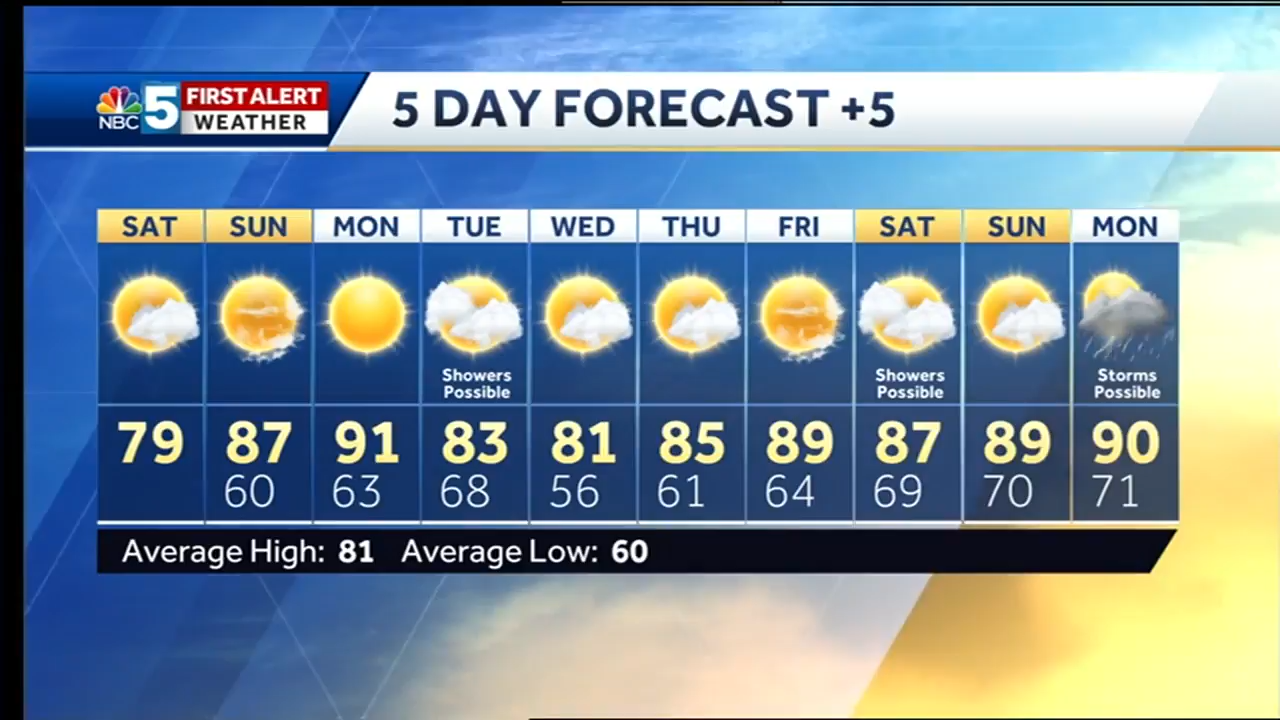 NBC 5 FIRST ALERT WEATHER
5 DAY FORECAST +5
SAT SUN MON TUE WED THU FRI SAT SUN MON
Showers Possible Showers Possible Storms Possible
79 87 91 83 81 85 89 87 89 90
60 63 68 56 61 64 69 70 71
Average High: 81 Average Low: 60